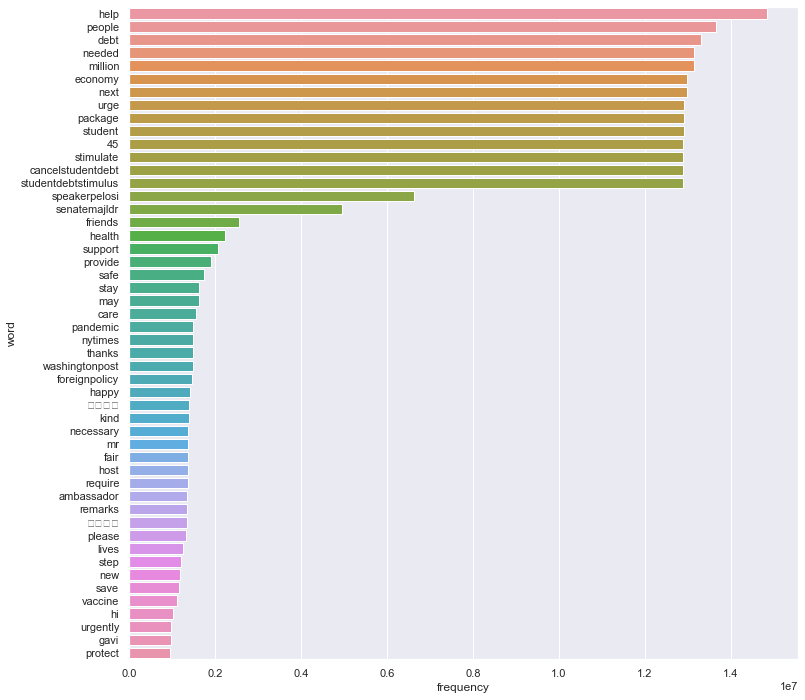 help
people
debt
needed
million
economy
next
urge
package
student
45
stimulate
cancelstudentdebt
studentdebtstimulus
speakerpelosi
senatemajldr
friends
health
support
provide
safe
stay
may
care
pandemic
nytimes
thanks
washingtonpost
foreignpolicy
happy
kind
necessary
mr
fair
host
require
ambassador
remarks
please
lives
step
new
save
vaccine
hi
urgently
gavi
protect
word
0.0 0.2 0.4 0.6 0.8 1.0 1.2 1.4
1e7
frequency